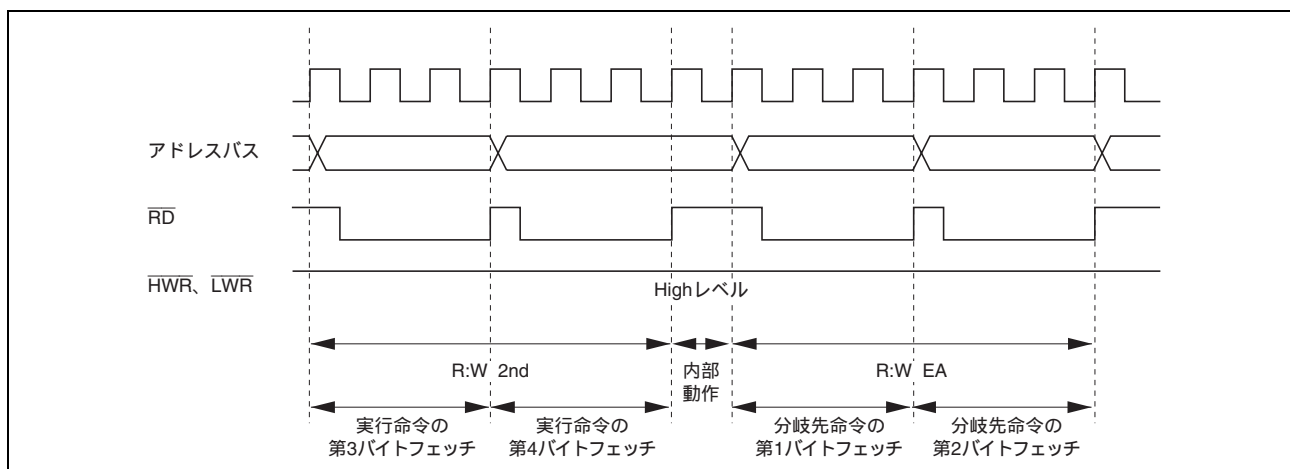 アドレスバス
RD
HWR、LWR
Highレベル
R:W 2nd
内部
動作
R:W EA
実行命令の
第3バイトフェッチ
実行命令の
第4バイトフェッチ
分岐先命令の
第1バイトフェッチ
分岐先命令の
第2バイトフェッチ